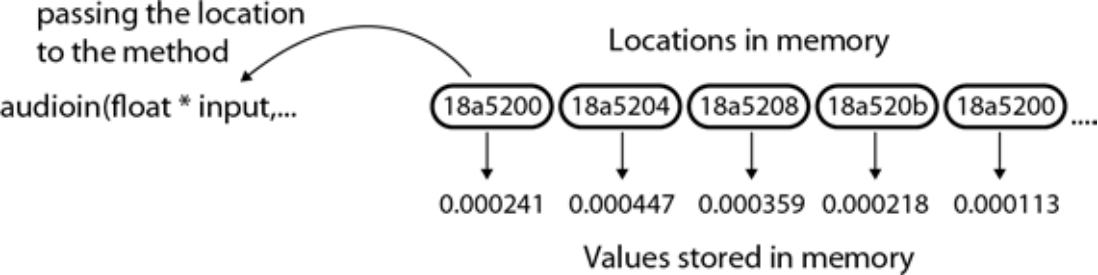 passing the location
to the method
Locations in memory
audioin(float * input,...
18a5200 18a5204 18a5208 18a520b 18a5200 ....
0.000241 0.000447 0.000359 0.000218 0.000113
Values stored in memory